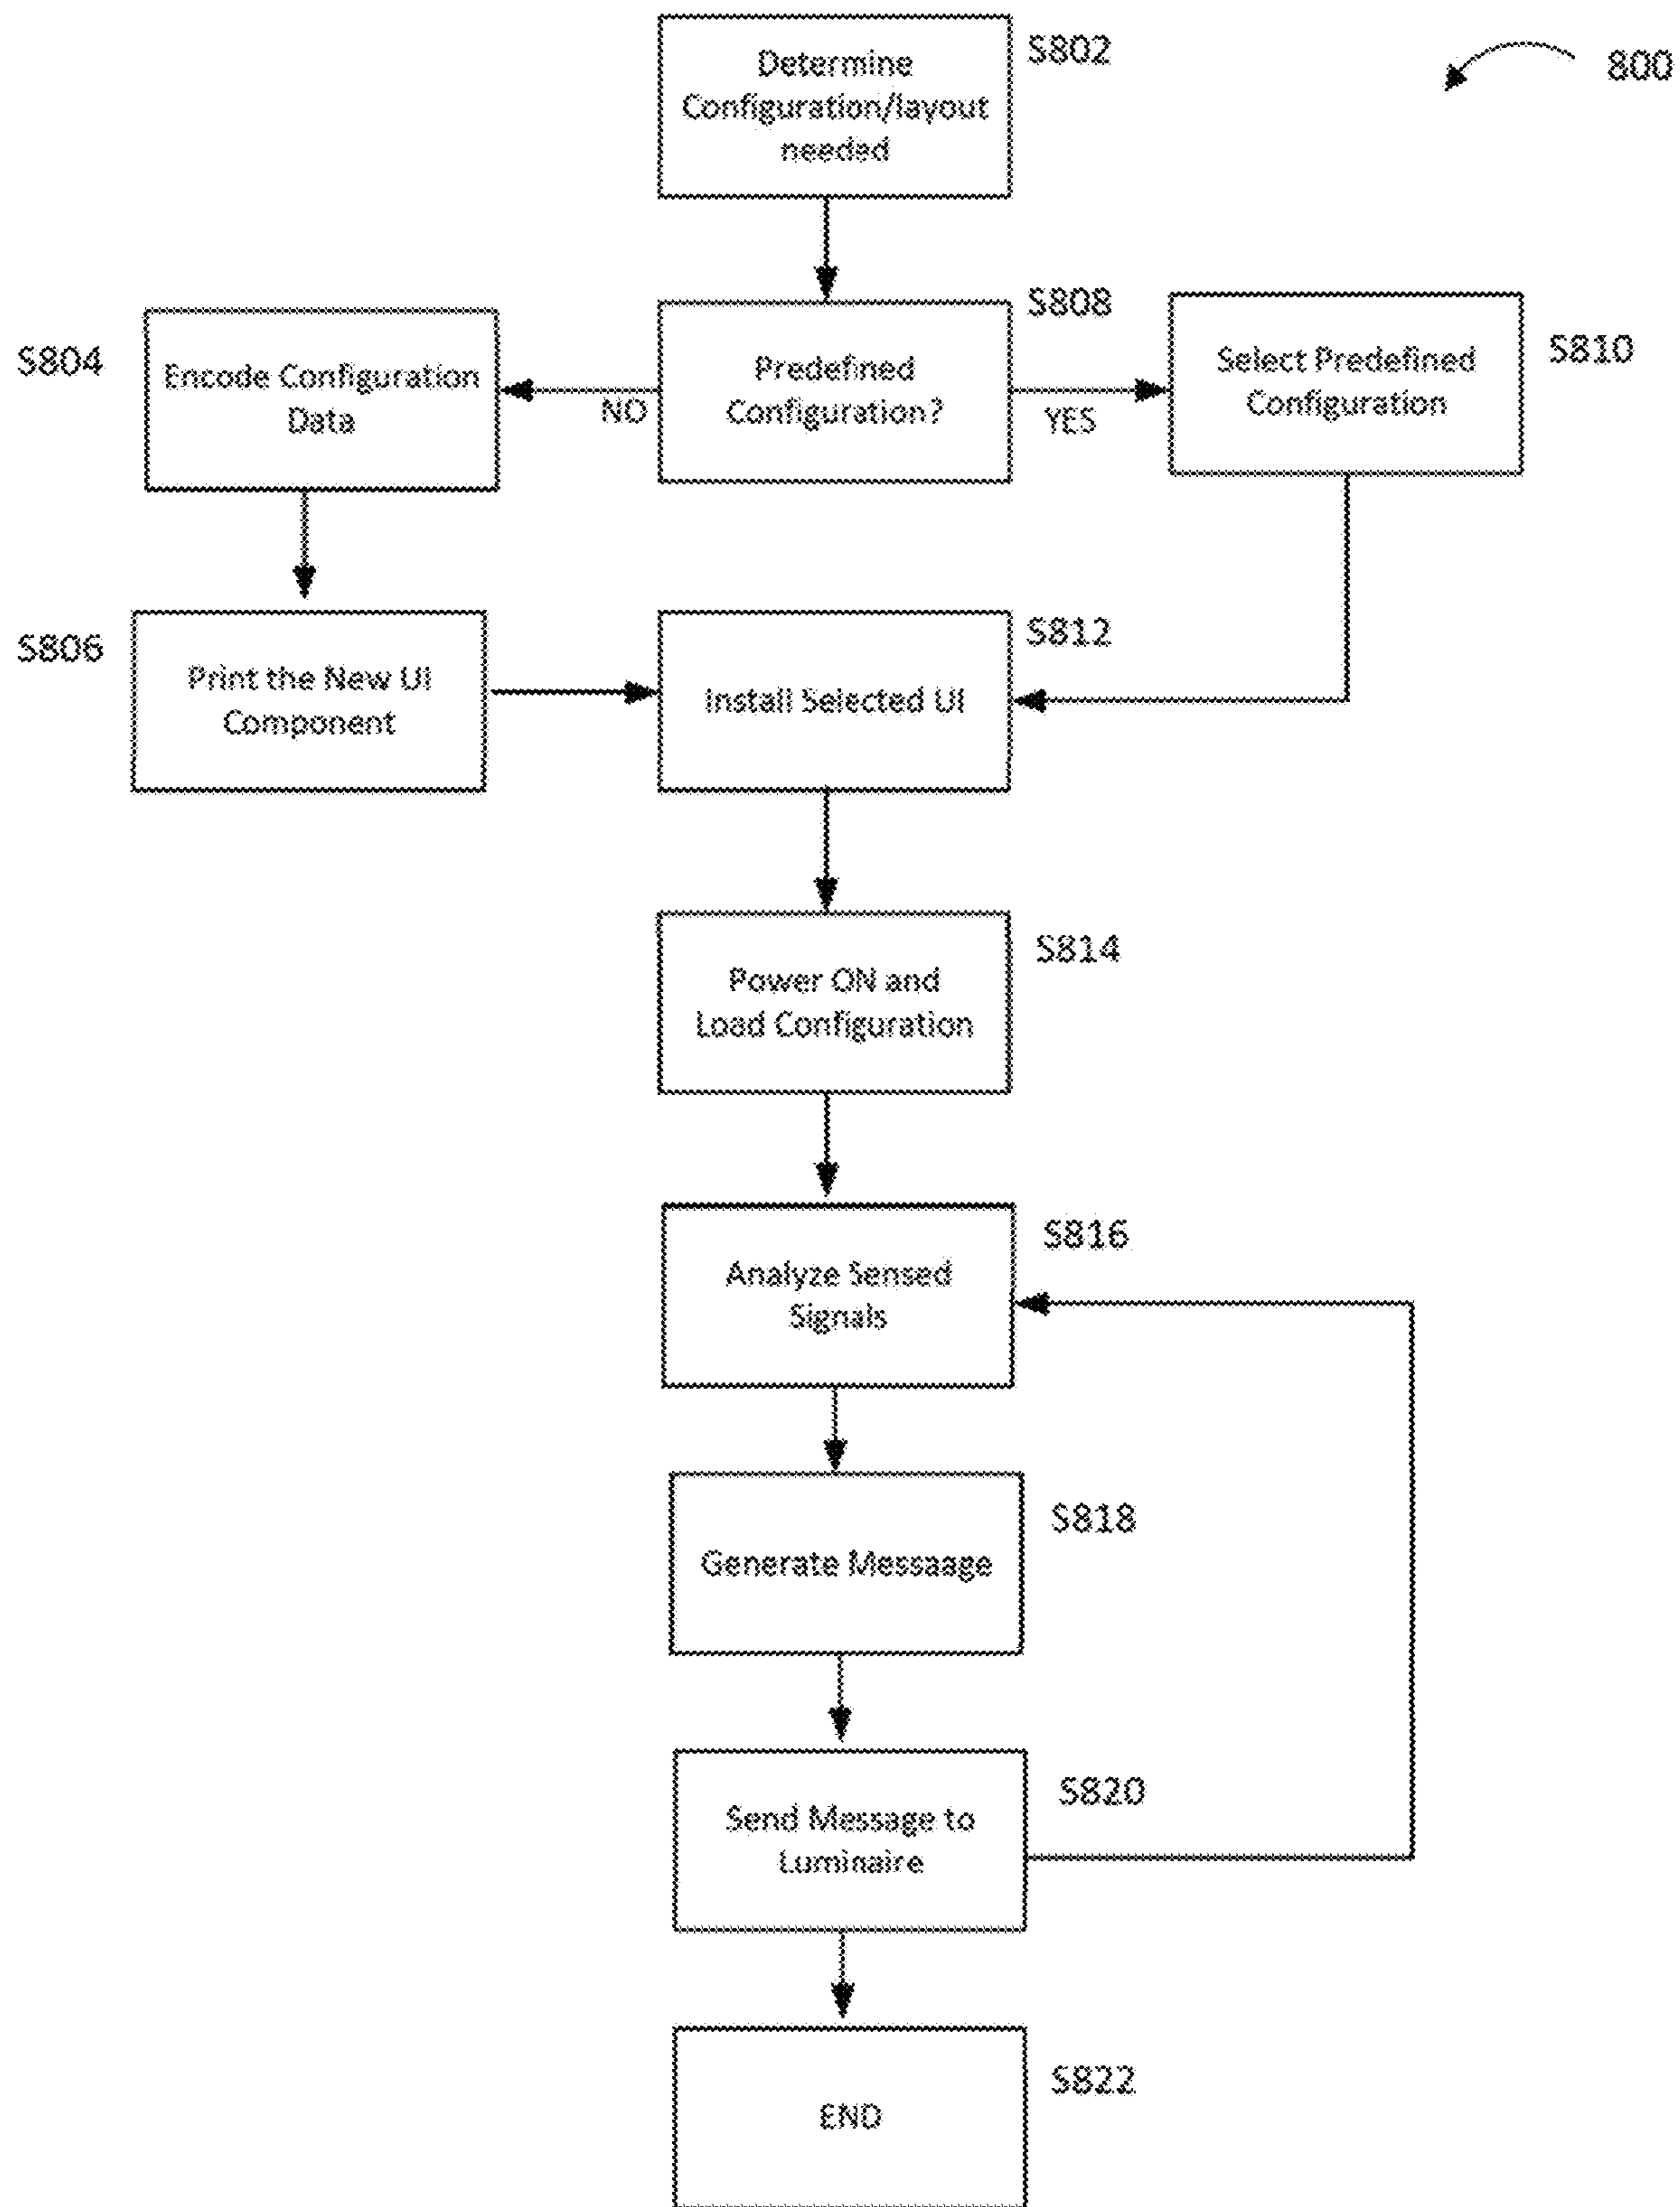 Determine
Configuration/layout
needed
S802
800
S804
Encode Configuration
Data
NO
Predefined
Configuration?
S808
YES
Select Predefined
Configuration
S810
S806
Print the New UI
Component
Install Selected UI
S812
Power ON and
Load Configuration
S814
Analyze Sensed
Signals
S816
Generate Messaage
S818
Send Message to
Luminaire
S820
END
S822